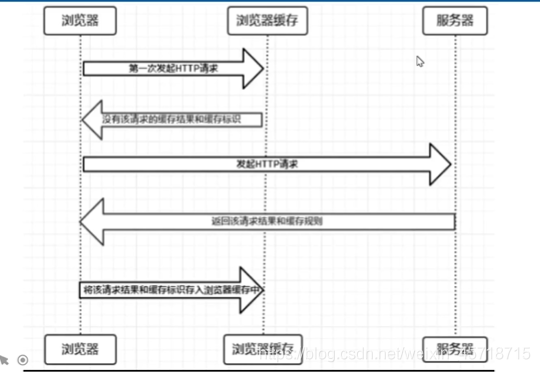 浏览器
浏览器缓存
服务器
第一次发起HTTP请求
没有该请求的缓存结果和缓存标识
发起HTTP请求
返回该请求结果和缓存规则
将该请求结果和缓存标识存入浏览器缓存中
浏览器
浏览器缓存
服务器
https://blog.csdn.net/weixin_45718715